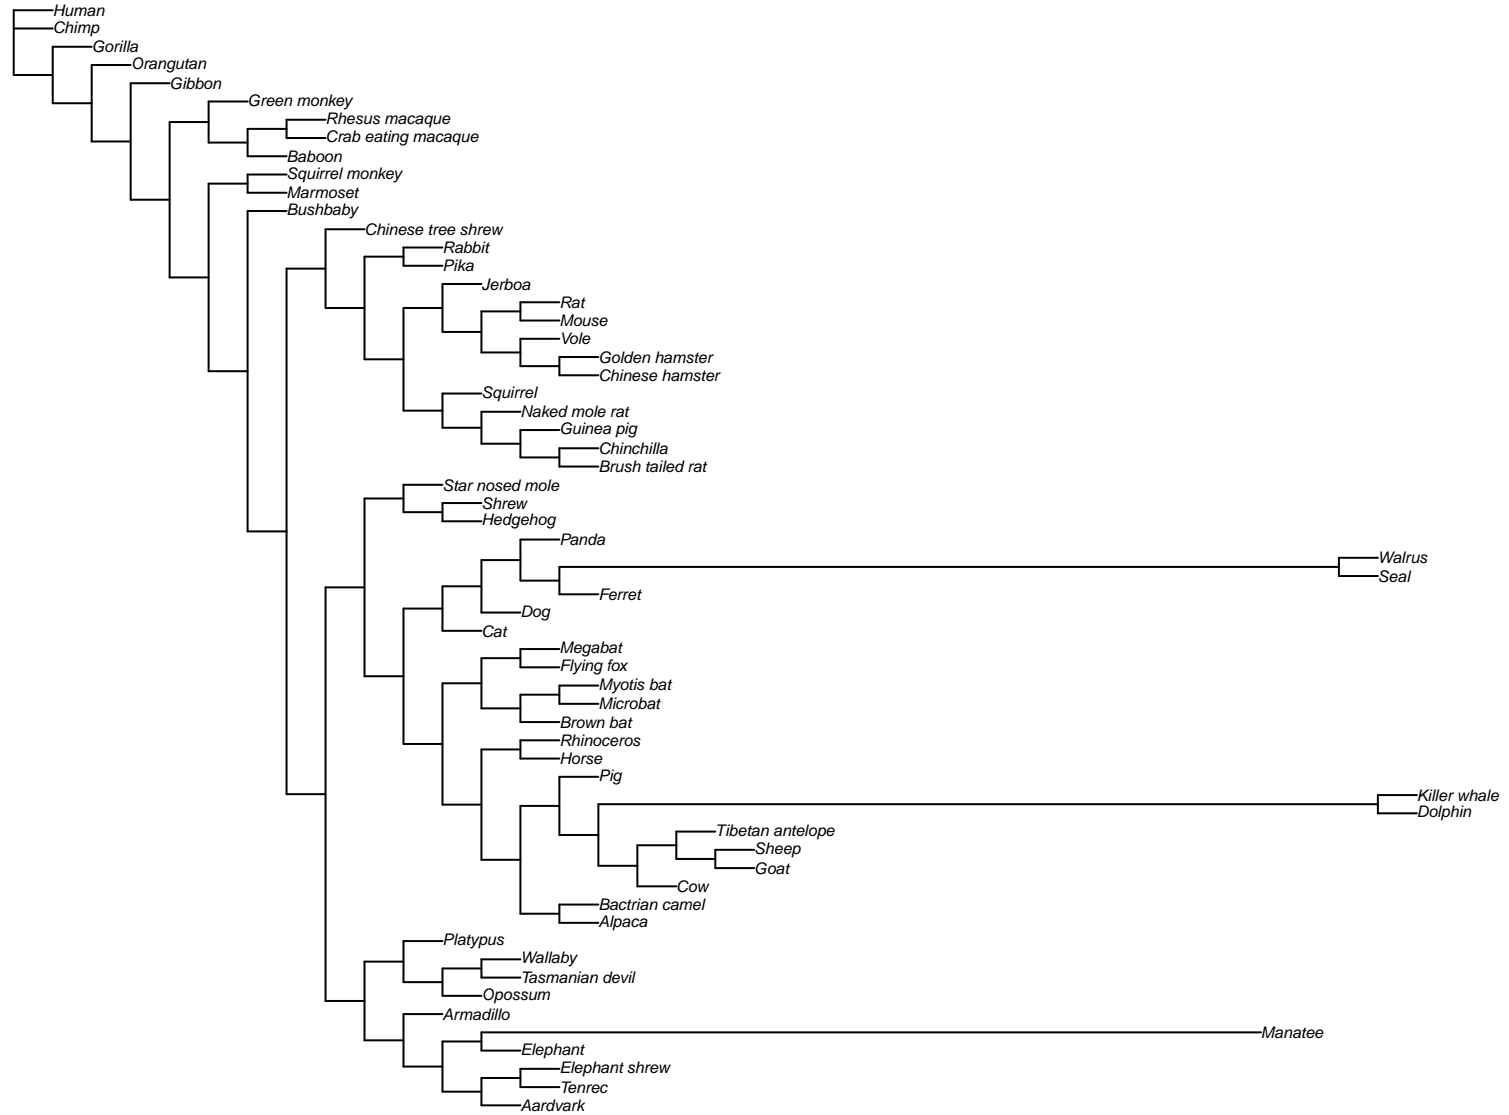 Human
Chimp
Gorilla
Orangutan
Gibbon
Green monkey
Rhesus macaque
Crab eating macaque
Baboon
Squirrel monkey
Marmoset
Bushbaby
Chinese tree shrew
Rabbit
Pika
Jerboa
Rat
Mouse
Vole
Golden hamster
Chinese hamster
Squirrel
Naked mole rat
Guinea pig
Chinchilla
Brush tailed rat
Star nosed mole
Shrew
Hedgehog
Panda
Walrus
Seal
Ferret
Dog
Cat
Megabat
Flying fox
Myotis bat
Microbat
Brown bat
Rhinoceros
Horse
Pig
Killer whale
Dolphin
Tibetan antelope
Sheep
Goat
Cow
Bactrian camel
Alpaca
Platypus
Wallaby
Tasmanian devil
Opossum
Armadillo
Manatee
Elephant
Elephant shrew
Tenrec
Aardvark